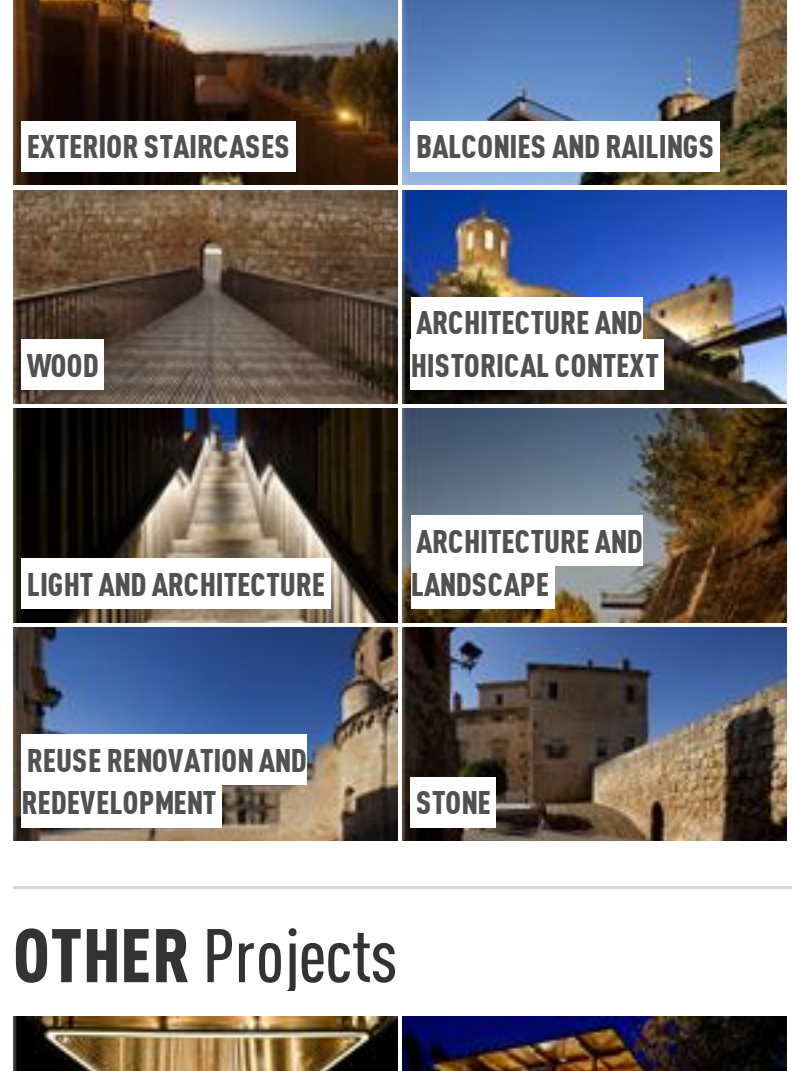 EXTERIOR STAIRCASES
BALCONIES AND RAILINGS
WOOD
ARCHITECTURE AND
HISTORICAL CONTEXT
LIGHT AND ARCHITECTURE
ARCHITECTURE AND
LANDSCAPE
REUSE RENOVATION AND
REDEVELOPMENT
STONE
OTHER Projects